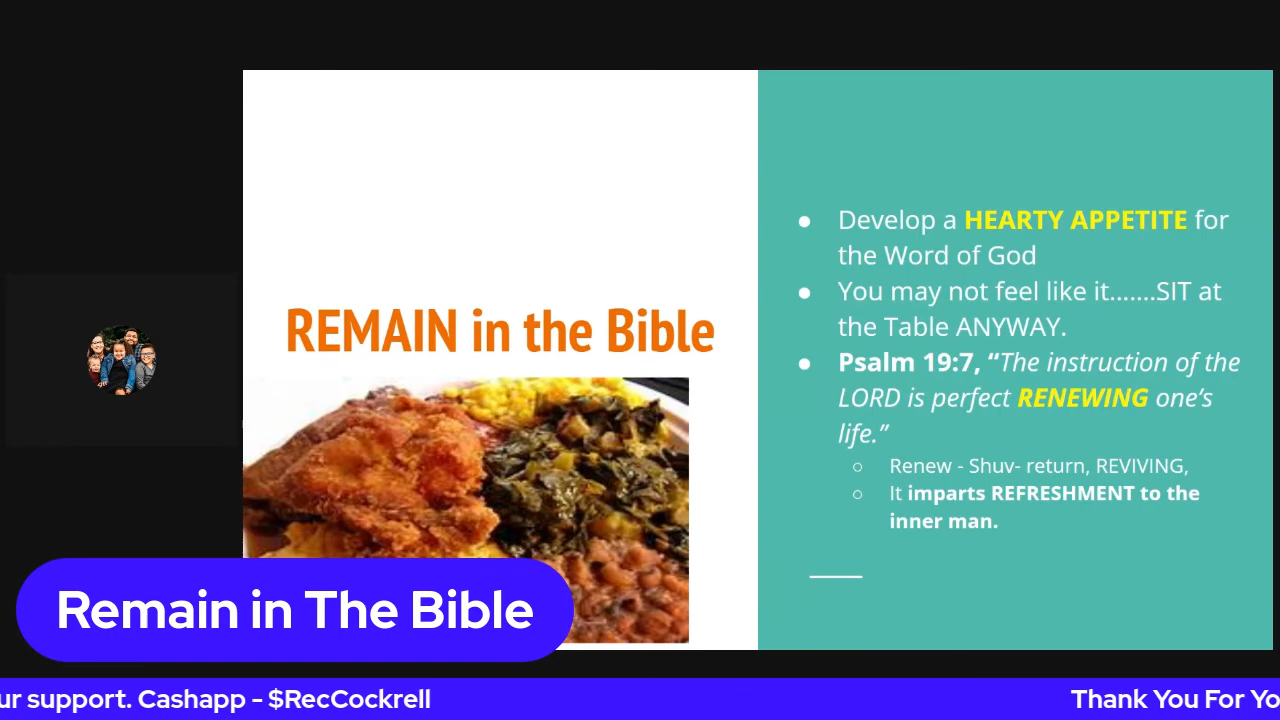 REMAIN in the Bible
● Develop a HEARTY APPETITE for
the Word of God
● You may not feel like it.......SIT at
the Table ANYWAY.
● Psalm 19:7, “The instruction of the
LORD is perfect RENEWING one’s
life.”
○ Renew - Shuv- return, REVIVING,
○ It imparts REFRESHMENT to the
inner man.
Remain in The Bible
ur support. Cashapp - $RecCockrell
Thank You For Yo